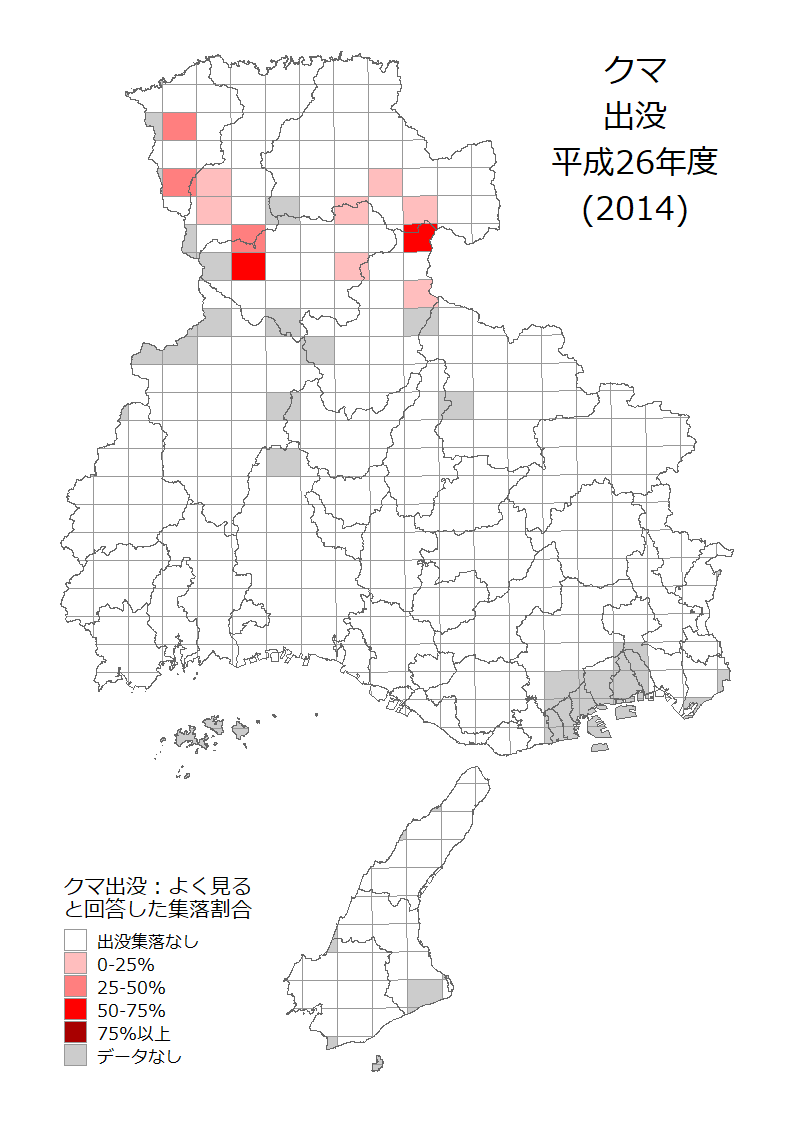 クマ
出没
平成26年度
(2014)
クマ出没：よく見る
と回答した集落割合
出没集落なし
0-25%
25-50%
50-75%
75%以上
データなし